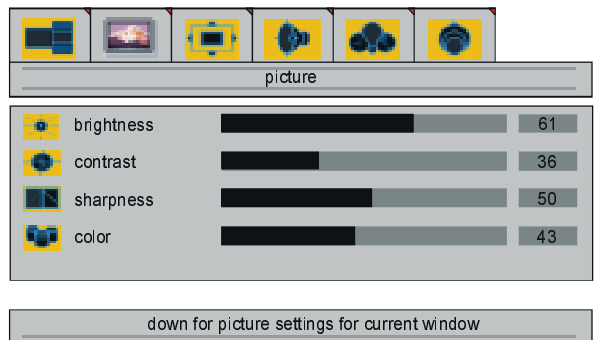 picture
brightness 61
contrast 36
sharpness 50
color 43
down for picture settings for current window